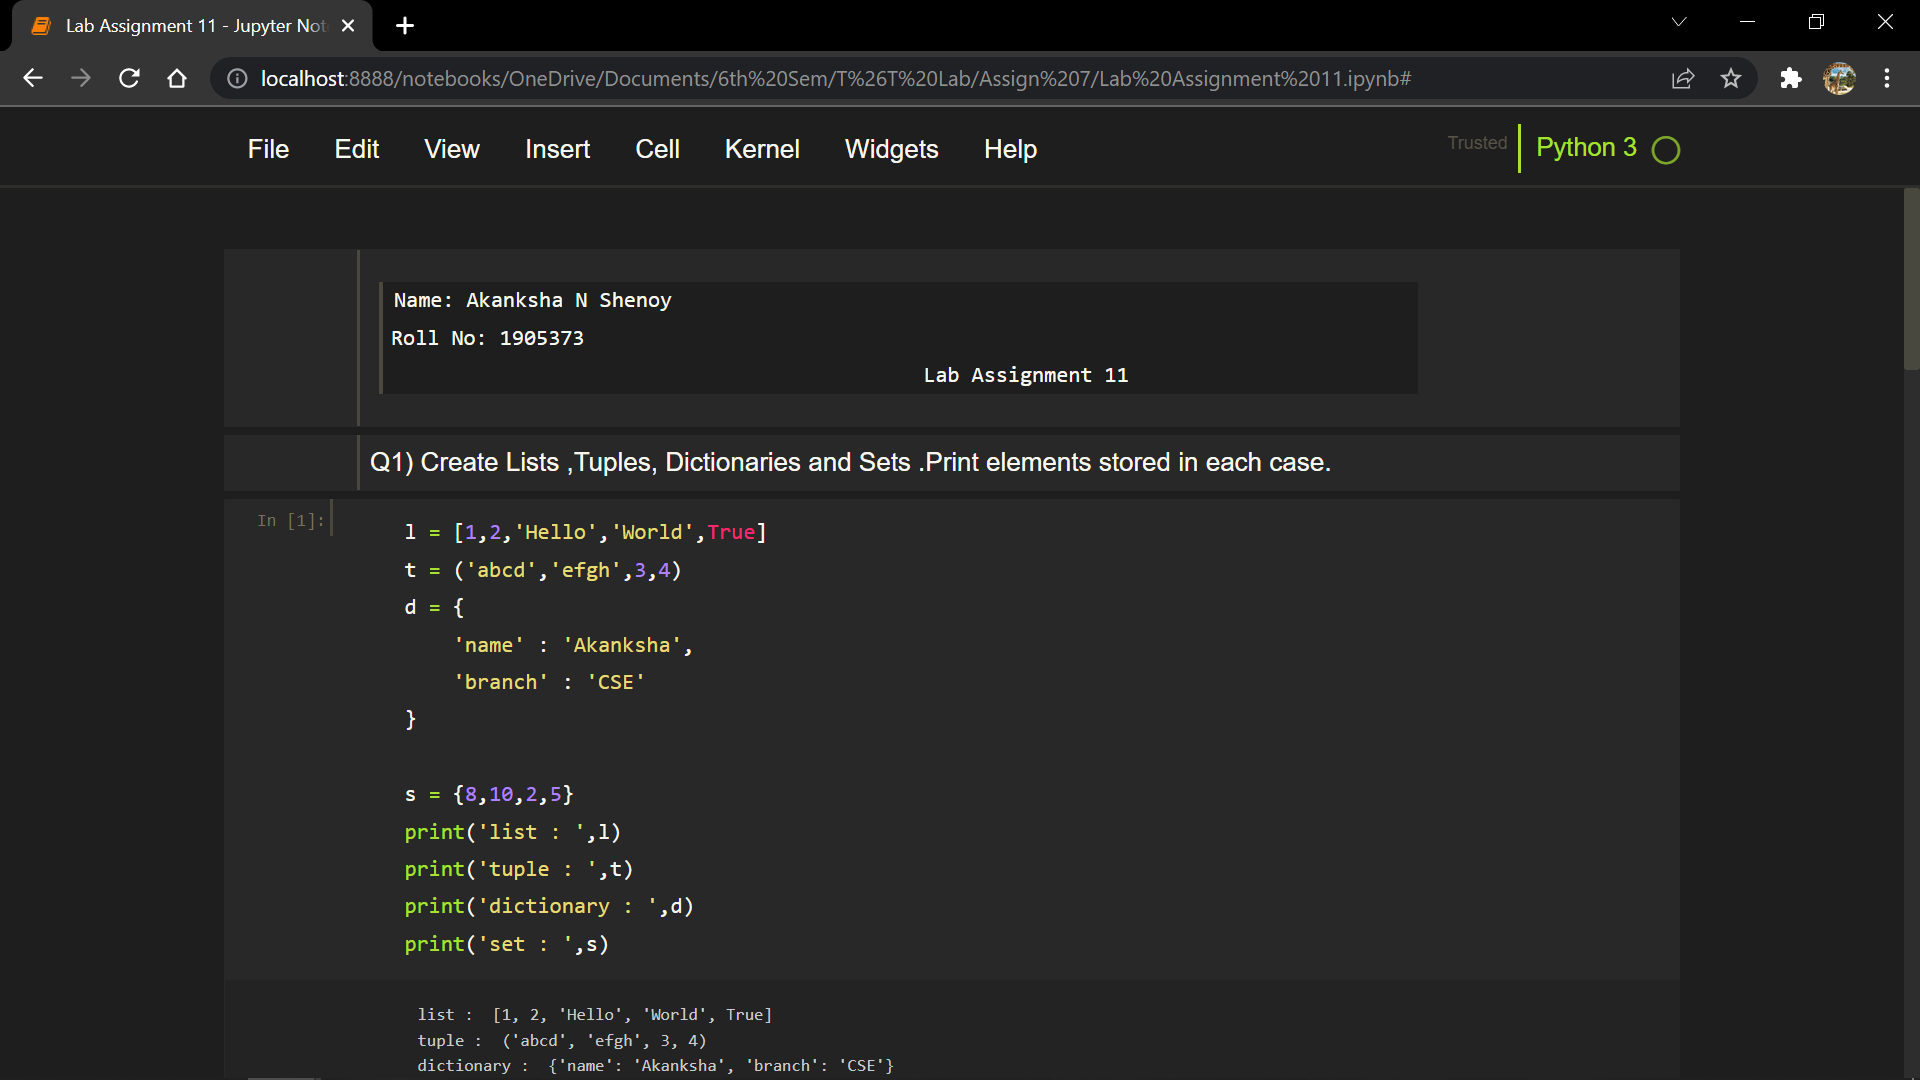 Lab Assignment 11 - Jupyter Not
localhost:8888/notebooks/OneDrive/Documents/6th%20Sem/T%26T%20Lab/Assign%207/Lab%20Assignment%2011.ipynb#
File Edit View Insert Cell Kernel Widgets Help Trusted Python 3
Name: Akanksha N Shenoy
Roll No: 1905373
Lab Assignment 11
Q1) Create Lists ,Tuples, Dictionaries and Sets .Print elements stored in each case.
In [1]:
l = [1,2,'Hello','World',True]
t = ('abcd','efgh',3,4)
d = {
    'name' : 'Akanksha',
    'branch' : 'CSE'
}
s = {8,10,2,5}
print('list : ',l)
print('tuple : ',t)
print('dictionary : ',d)
print('set : ',s)
list :  [1, 2, 'Hello', 'World', True]
tuple :  ('abcd', 'efgh', 3, 4)
dictionary :  {'name': 'Akanksha', 'branch': 'CSE'}